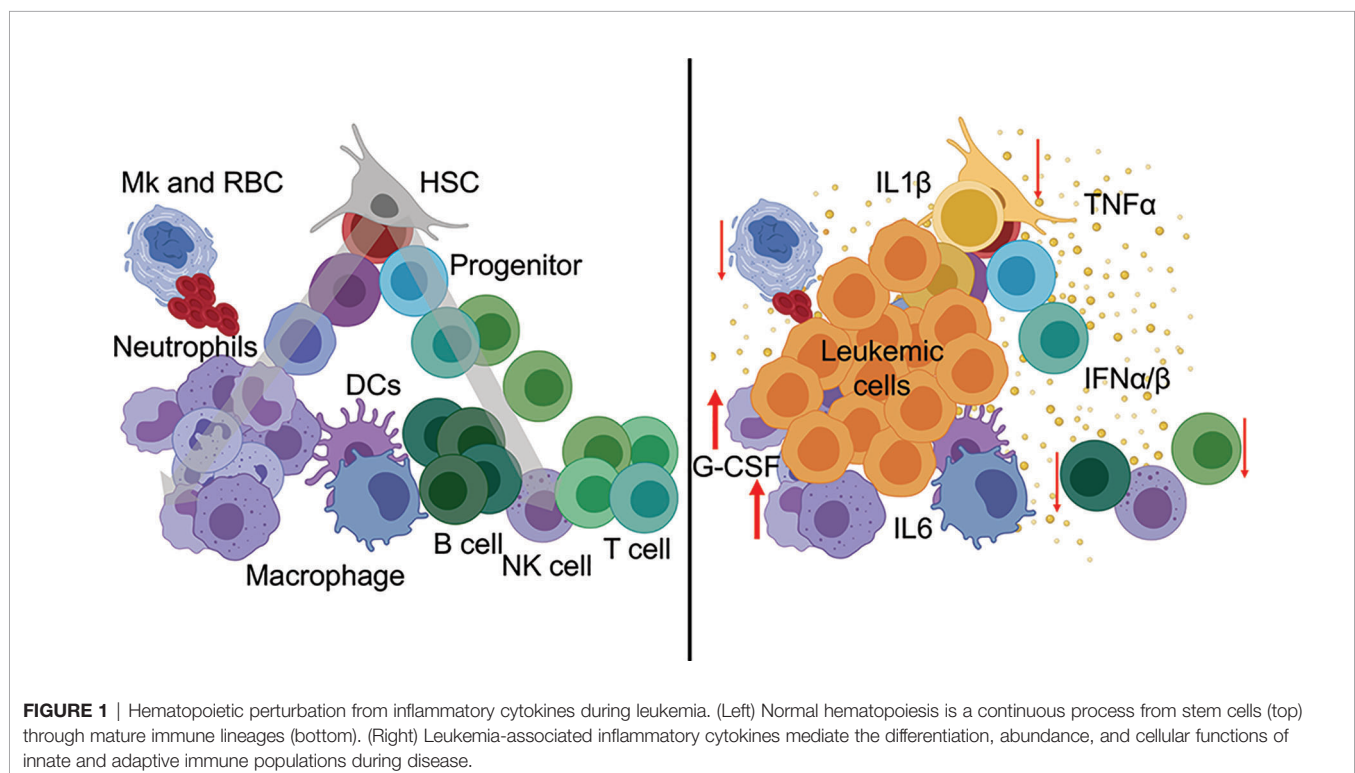 Mk and RBC
HSC
Progenitor
Neutrophils
DCs
B cell
NK cell
T cell
Macrophage
IL1β
TNFα
Leukemic
cells
IFNα/β
G-CSF
IL6
FIGURE 1 | Hematopoietic perturbation from inflammatory cytokines during leukemia. (Left) Normal hematopoiesis is a continuous process from stem cells (top)
through mature immune lineages (bottom). (Right) Leukemia-associated inflammatory cytokines mediate the differentiation, abundance, and cellular functions of
innate and adaptive immune populations during disease.